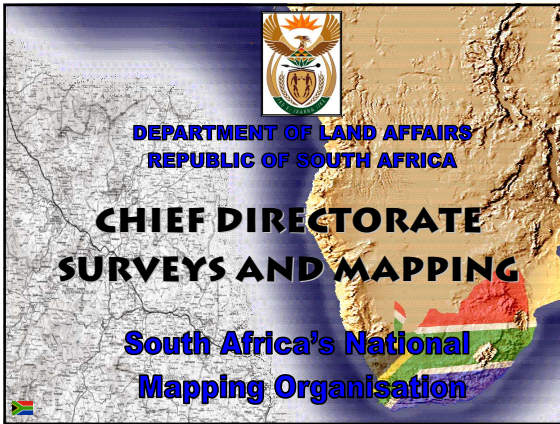 DEPARTMENT OF LAND AFFAIRS
REPUBLIC OF SOUTH AFRICA
CHIEF DIRECTORATE
SURVEYS AND MAPPING
South Africa's National
Mapping Organisation